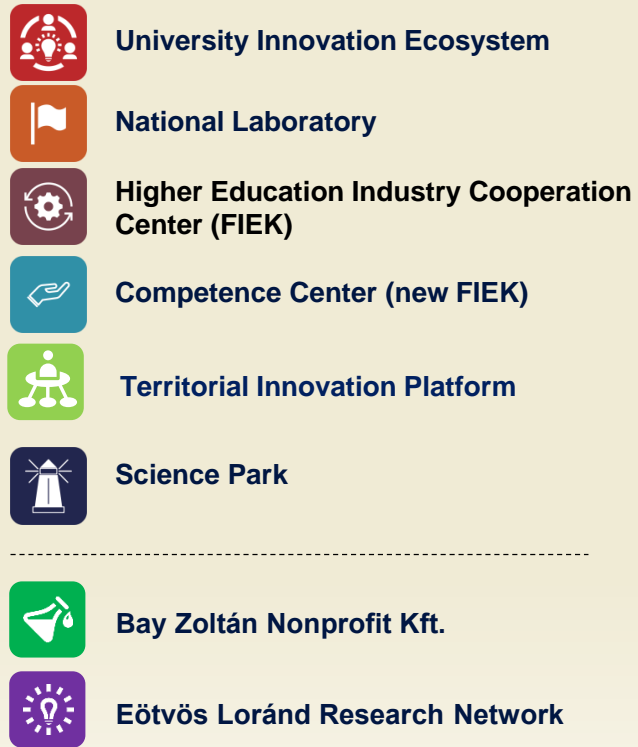 University Innovation Ecosystem
National Laboratory
Higher Education Industry Cooperation
Center (FIEK)
Competence Center (new FIEK)
Territorial Innovation Platform
Science Park
Bay Zoltán Nonprofit Kft.
Eötvös Loránd Research Network